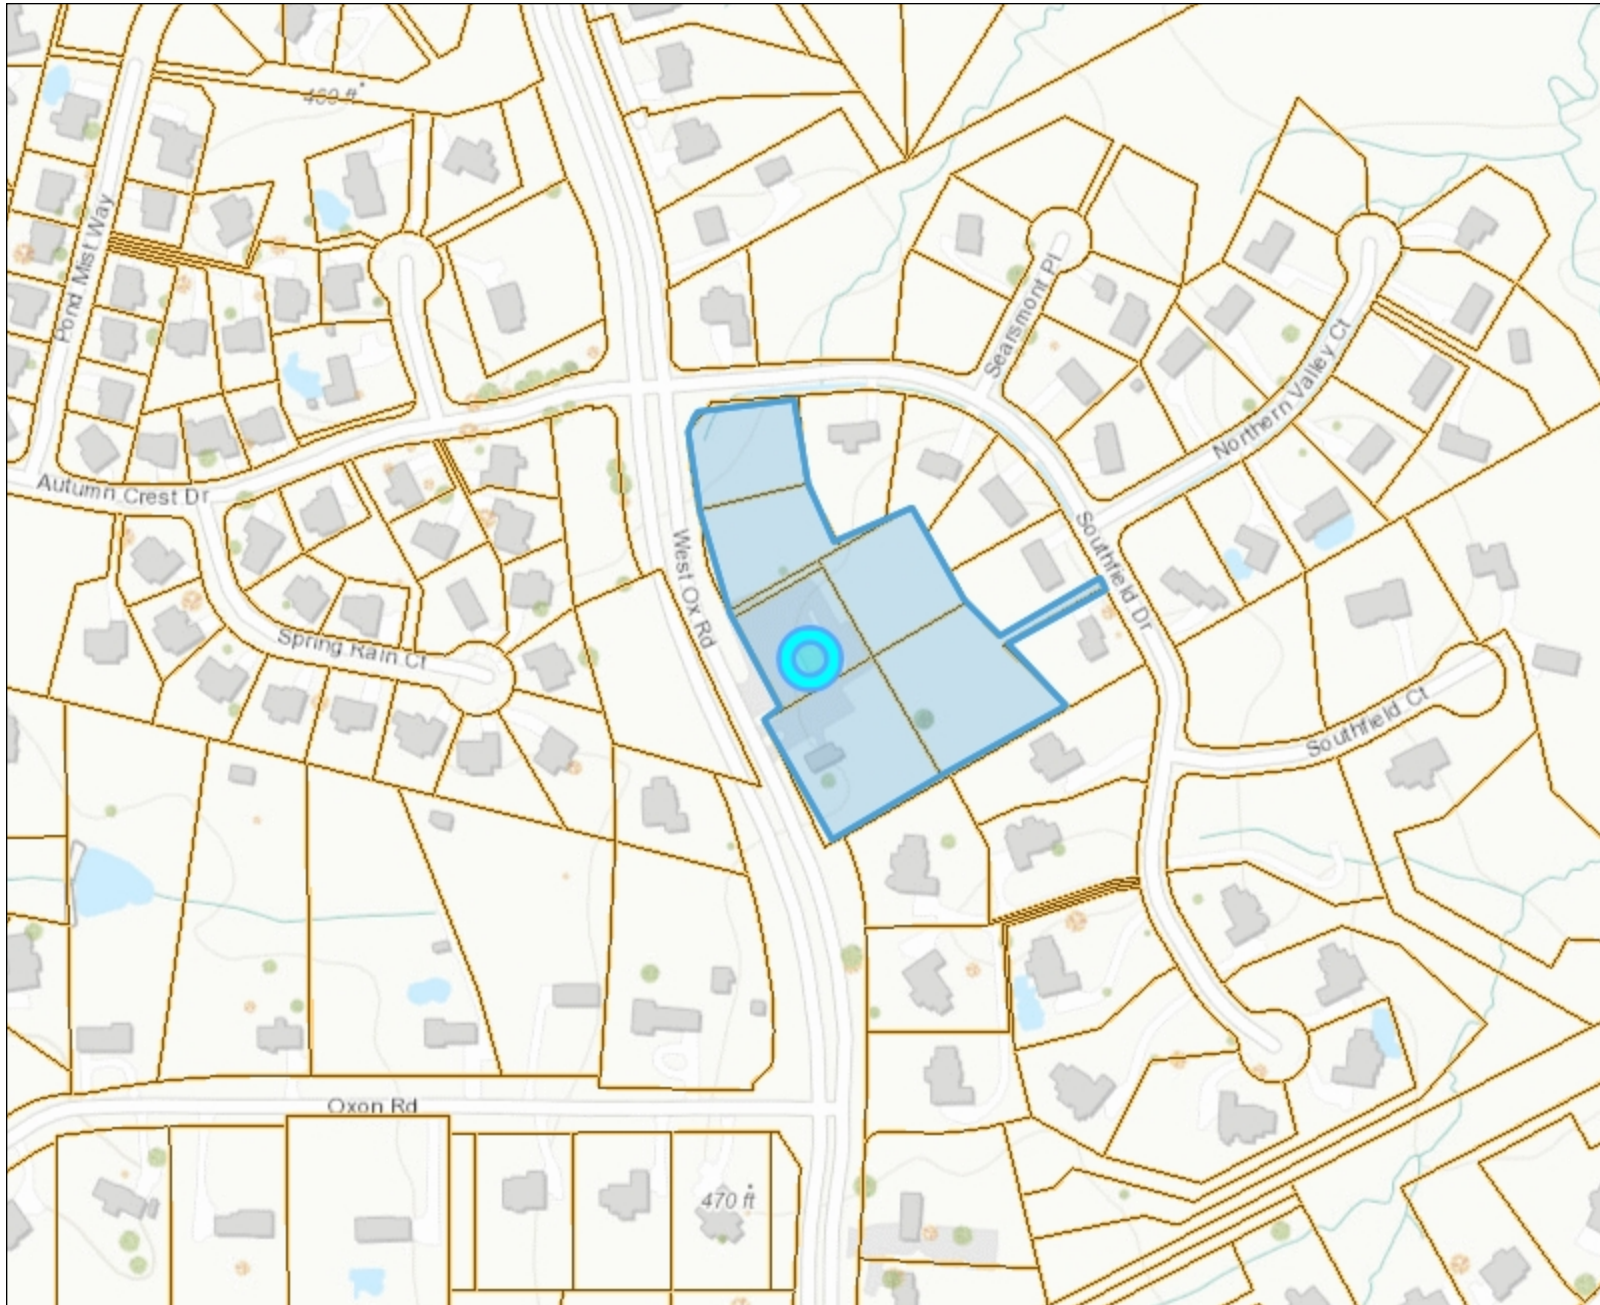 460 ft
Pond Mist Way
Searsmont Pl
Northern Valley Ct
Autumn Crest Dr
West Ox Rd
Southfield Dr
Spring Rain Ct
Southfield Ct
Oxon Rd
470 ft